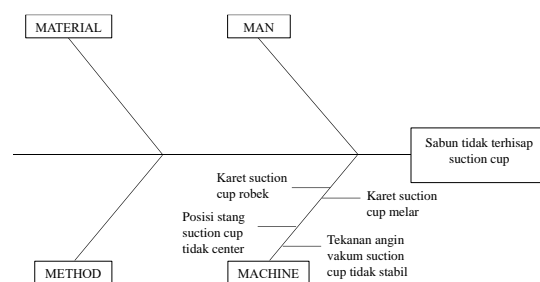 MATERIAL
MAN
Sabun tidak terhisap
suction cup
Karet suction
cup robek
Karet suction
cup melar
Posisi stang
suction cup
tidak center
Tekanan angin
vakum suction
cup tidak stabil
METHOD
MACHINE